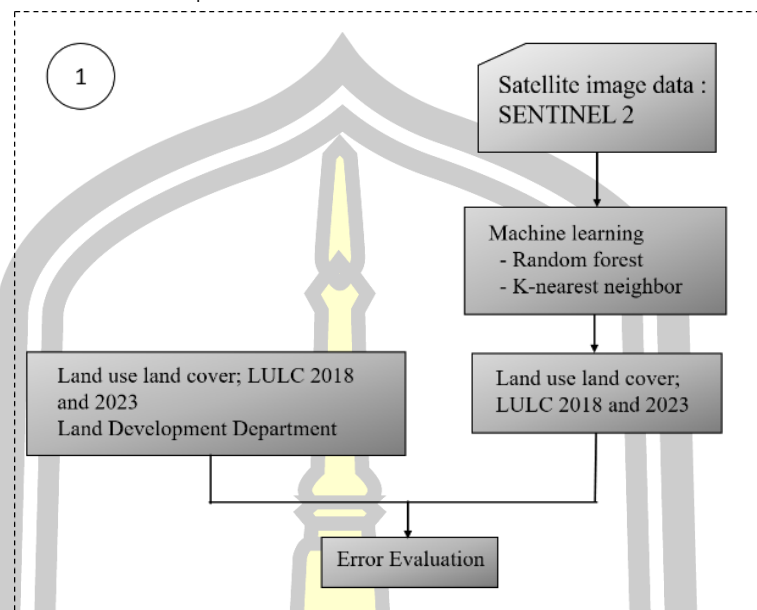 1
Satellite image data :
SENTINEL 2
Machine learning
- Random forest
- K-nearest neighbor
Land use land cover; LULC 2018
and 2023
Land Development Department
Land use land cover;
LULC 2018 and 2023
Error Evaluation